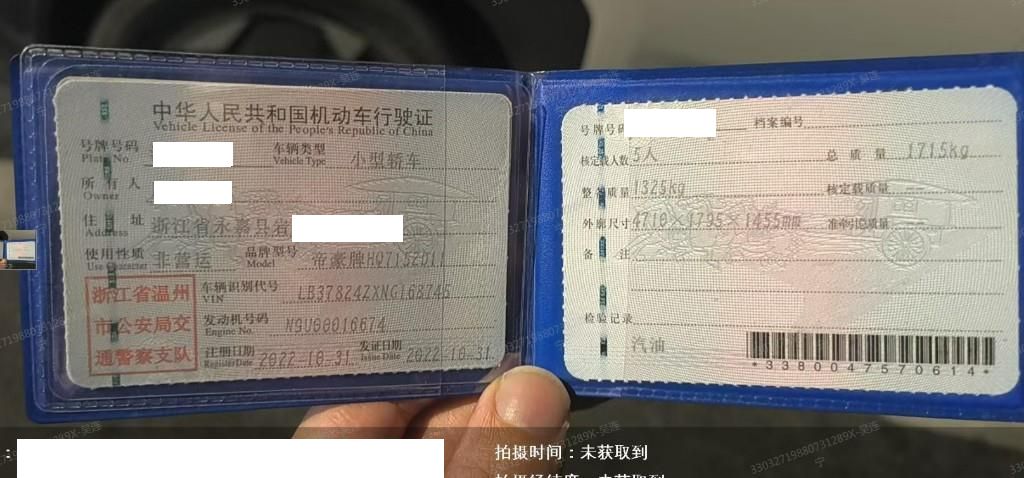 中华人民共和国机动车行驶证
Vehicle License of the People's Republic of China
号牌号码
Plate No.
车辆类型 小型轿车
Vehicle Type
所有人
Owner
住址 浙江省永嘉县岩
Address
使用性质 非营运
Use Character
品牌型号 帝豪牌
Model
浙江省温州
市公安局交
通警察支队
车辆识别代号 LB37824ZXNG168745
VIN
发动机号码 N9U00016674
Engine No.
注册日期 2022-10-31
Register Date
发证日期 2022-10-31
Issue Date
号牌号码
档案编号
核定载人数 5人
总质量 1715kg
整备质量 1325kg
核定载质量 --
外廓尺寸 4710×1795×1455mm
准牵引总质量
备注
检验记录
汽油
*3380047570614*
拍摄时间：未获取到